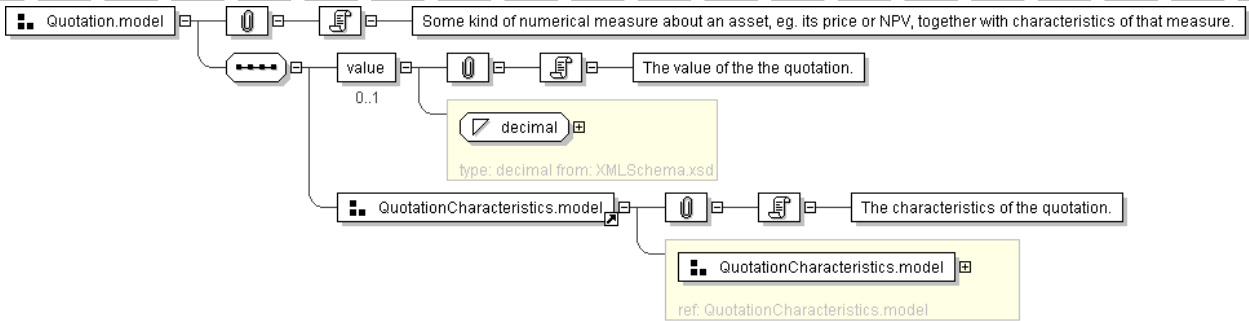 Quotation.model
Some kind of numerical measure about an asset, eg. its price or NPV, together with characteristics of that measure.
value
The value of the the quotation.
0..1
decimal
type: decimal from: XMLSchema.xsd
QuotationCharacteristics.model
The characteristics of the quotation.
QuotationCharacteristics.model
ref: QuotationCharacteristics.model